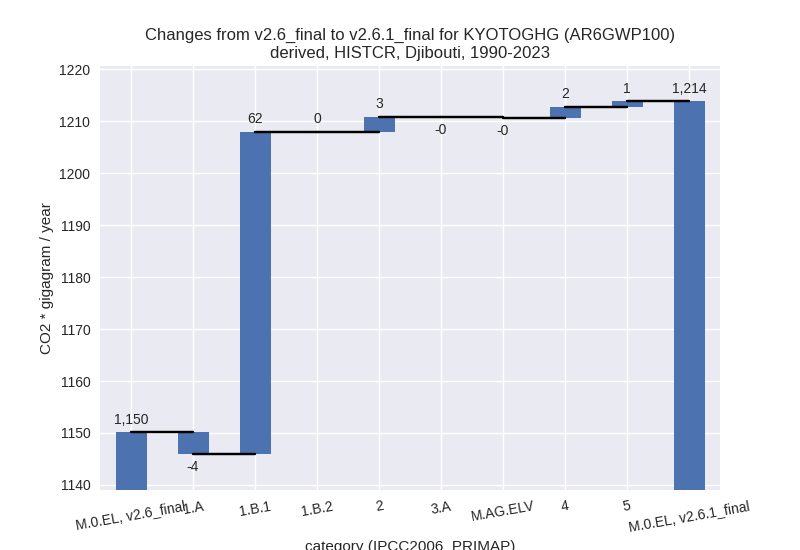 Changes from v2.6_final to v2.6.1_final for KYOTOGHG (AR6GWP100)
derived, HISTCR, Djibouti, 1990-2023
CO2 * gigagram / year
1220
1210
1200
1190
1180
1170
1160
1150
1140
1,150
-4
62
0
3
-0
-0
2
1
1,214
M.0.EL, v2.6_final
1.A
1.B.1
1.B.2
2
3.A
M.AG.ELV
4
5
M.0.EL, v2.6.1_final
category (IPCC2006_PRIMAP)